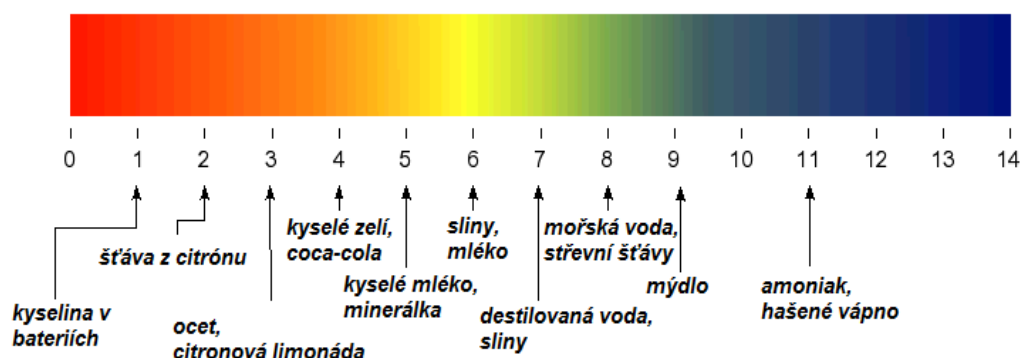 0 1 2 3 4 5 6 7 8 9 10 11 12 13 14
kyselina v
bateriích
šťáva z citrónu
ocet,
citronová limonáda
kyselé zelí,
coca-cola
kyselé mléko,
minerálka
sliny,
mléko
destilovaná voda,
sliny
mořská voda,
střevní šťávy
mýdlo
amoniak,
hašené vápno